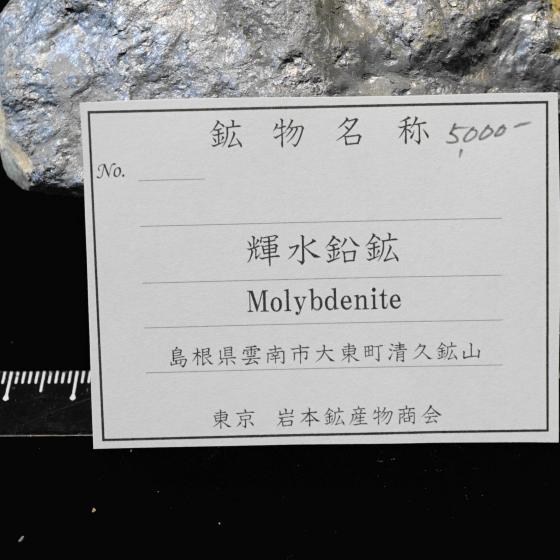 鉱物名称 5000-
No.
輝水鉛鉱
Molybdenite
島根県雲南市大東町清久鉱山
東京 岩本鉱産物商会